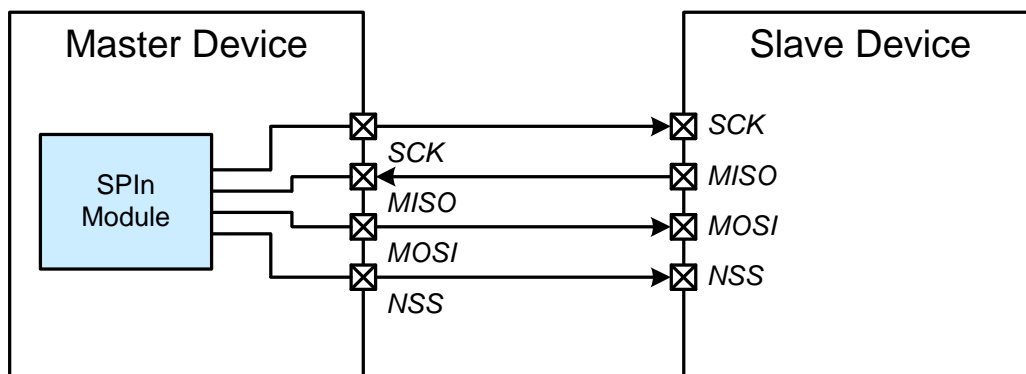 Master Device
Slave Device
SPIn
Module
SCK
MISO
MOSI
NSS
SCK
MISO
MOSI
NSS